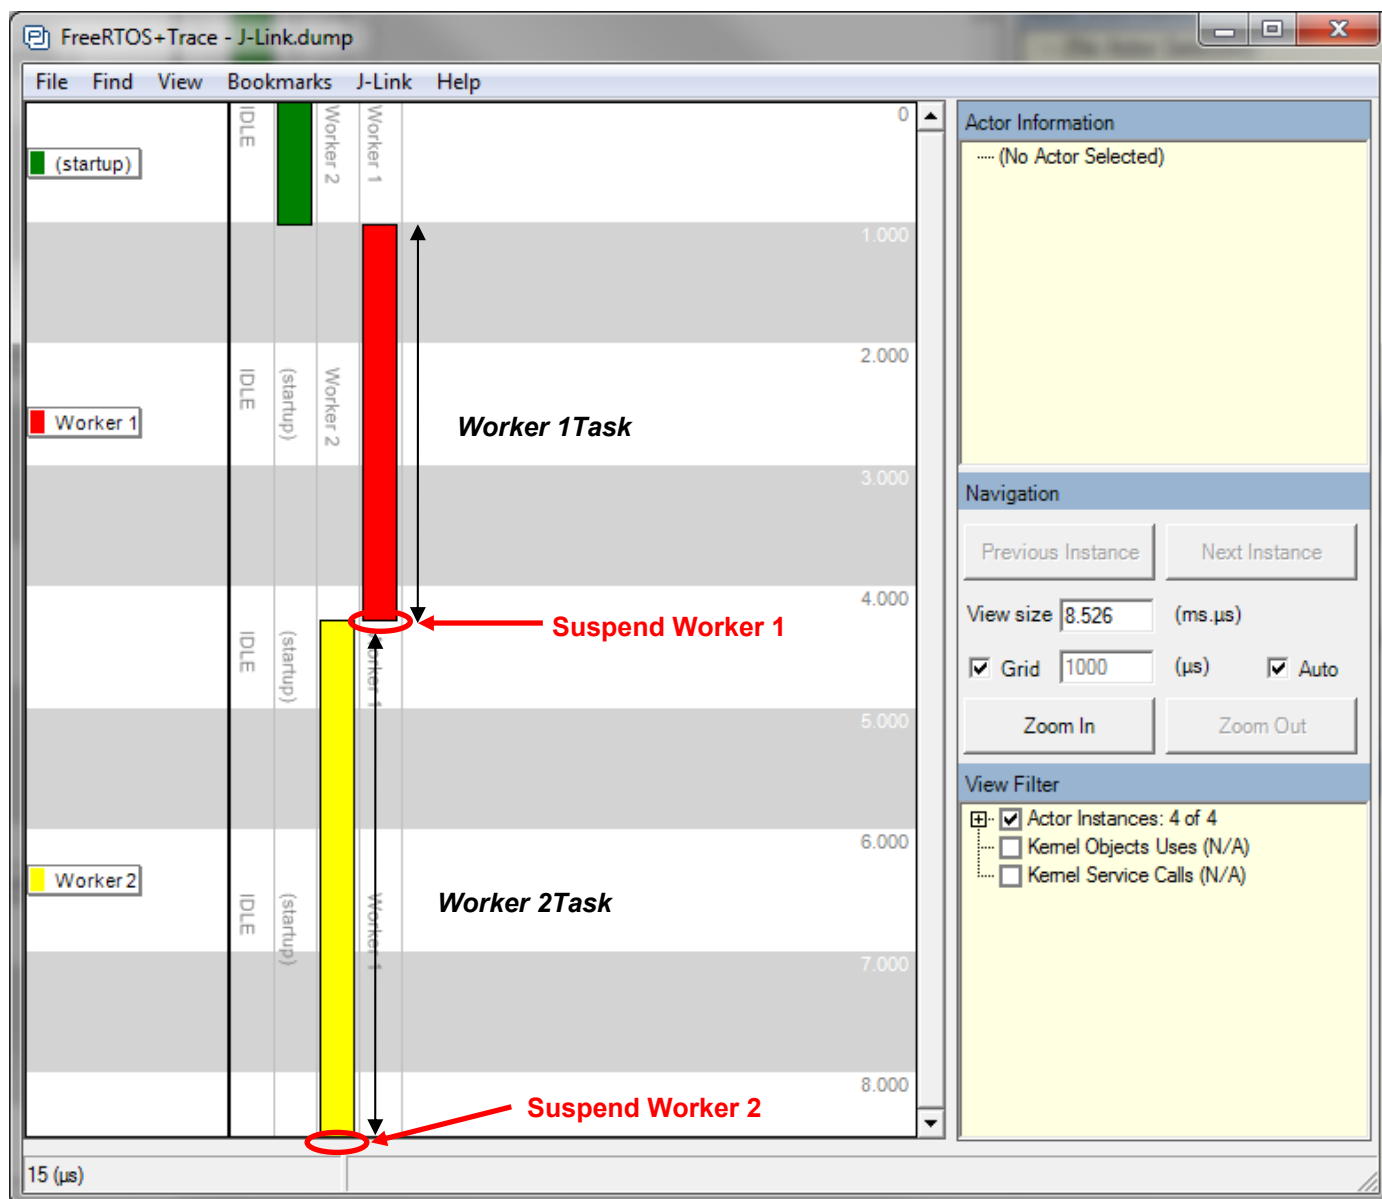 FreeRTOS+Trace - J-Link.dump
File Find View Bookmarks J-Link Help
IDLE
Worker 2
Worker 1
0
(startup)
1.000
2.000
IDLE
(startup)
Worker 2
Worker 1
Worker 1Task
3.000
4.000
Suspend Worker 1
IDLE
(startup)
Worker 1
5.000
6.000
Worker 2
IDLE
(startup)
Worker 1
Worker 2Task
7.000
8.000
Suspend Worker 2
15 (µs)
Actor Information
(No Actor Selected)
Navigation
Previous Instance Next Instance
View size 8.526 (ms.µs)
Grid 1000 (µs) Auto
Zoom In Zoom Out
View Filter
Actor Instances: 4 of 4
Kernel Objects Uses (N/A)
Kernel Service Calls (N/A)